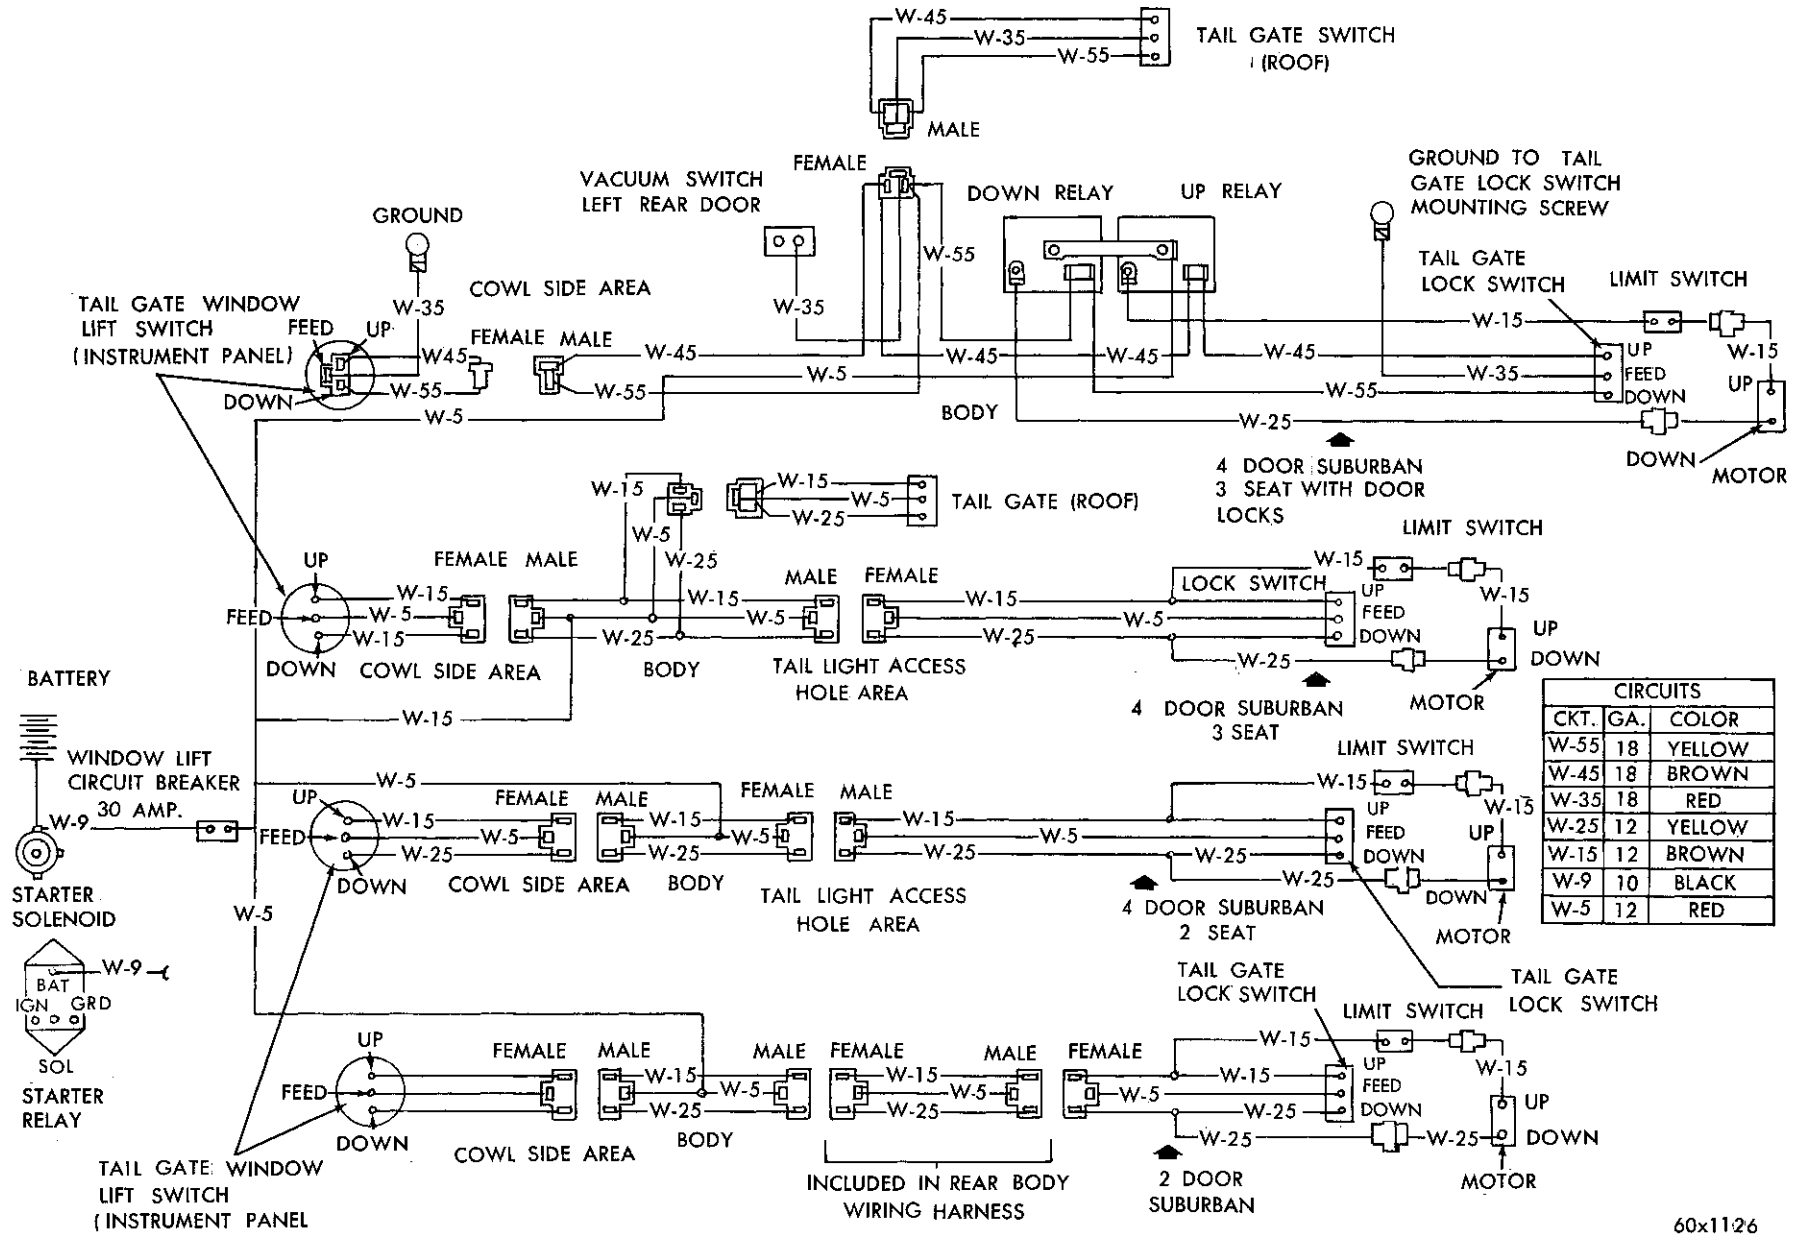 W-45
W-35
W-55
TAIL GATE SWITCH
(ROOF)
MALE
FEMALE
VACUUM SWITCH
LEFT REAR DOOR
DOWN RELAY
UP RELAY
GROUND TO TAIL
GATE LOCK SWITCH
MOUNTING SCREW
GROUND
W-55
TAIL GATE
LOCK SWITCH
LIMIT SWITCH
COWL SIDE AREA
W-35
W-35
TAIL GATE WINDOW
LIFT SWITCH
(INSTRUMENT PANEL)
FEED
UP
DOWN
W45
W-55
FEMALE MALE
W-45
W-55
W-45
W-45
W-45
W-15
W-15
UP
FEED
DOWN
W-5
W-35
W-55
W-5
BODY
W-25
UP
DOWN
MOTOR
4 DOOR SUBURBAN
3 SEAT WITH DOOR
LOCKS
W-15
W-5
W-25
W-15
W-5
W-25
TAIL GATE (ROOF)
LIMIT SWITCH
UP
FEED
DOWN
W-15
W-5
W-15
FEMALE MALE
COWL SIDE AREA
W-15
W-5
W-25
BODY
MALE FEMALE
TAIL LIGHT ACCESS
HOLE AREA
W-15
W-5
W-25
LOCK SWITCH
UP
FEED
DOWN
W-15
W-15
W-25
UP
DOWN
MOTOR
4 DOOR SUBURBAN
3 SEAT
W-15
BATTERY
WINDOW LIFT
CIRCUIT BREAKER
30 AMP.
W-9
STARTER
SOLENOID
W-5
W-5
UP
FEED
DOWN
W-15
W-5
W-25
FEMALE MALE
COWL SIDE AREA
W-15
W-5
W-25
BODY
FEMALE MALE
TAIL LIGHT ACCESS
HOLE AREA
W-15
W-5
W-25
W-25
LIMIT SWITCH
W-15
W-15
UP
FEED
DOWN
W-25
UP
DOWN
MOTOR
4 DOOR SUBURBAN
2 SEAT
TAIL GATE
LOCK SWITCH
CIRCUITS
CKT. GA. COLOR
W-55 18 YELLOW
W-45 18 BROWN
W-35 18 RED
W-25 12 YELLOW
W-15 12 BROWN
W-9 10 BLACK
W-5 12 RED
W-9
BAT
IGN GRD
SOL
STARTER
RELAY
TAIL GATE WINDOW
LIFT SWITCH
(INSTRUMENT PANEL
UP
FEED
DOWN
FEMALE MALE
COWL SIDE AREA
W-15
W-5
W-25
BODY
MALE FEMALE
W-15
W-5
W-25
MALE FEMALE
INCLUDED IN REAR BODY
WIRING HARNESS
W-5
W-15
W-25
TAIL GATE
LOCK SWITCH
LIMIT SWITCH
W-15
W-15
UP
FEED
DOWN
W-25
W-25
UP
DOWN
MOTOR
2 DOOR
SUBURBAN
60x1126